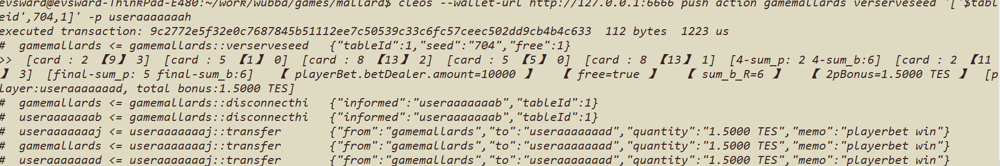 evsward@evsward-ThinkPad-E480:~/work/wubba/games/mallard$ cleos --wallet-url http://127.0.0.1:6666 push action gamemallards verserveseed '['$tabl
eid',704,1]' -p useraaaaaaah
executed transaction: 9c2772e5f32e0c7687845b51112ee7c50539c33c6fc57ceec502dd9cb4b4c633  112 bytes  1223 us
#  gamemallards <= gamemallards::verserveseed   {"tableId":1,"seed":"704","free":1}
>>  [card : 2 【9】 3]  [card : 5 【1】 0]  [card : 8 【13】 2]  [card : 5 【5】 0]  [card : 8 【13】 1]  [4-sum_p: 2 4-sum_b:6]  [card : 2 【11
】 3]  [final-sum_p: 5 final-sum_b:6]   【 playerBet.betDealer.amount=10000 】   【 free=true 】   【 sum_b_R=6 】   【 2pBonus=1.5000 TES 】  [p
layer:useraaaaaaad, total bonus:1.5000 TES]
#  gamemallards <= gamemallards::disconnecthi   {"informed":"useraaaaaaab","tableId":1}
#  useraaaaaaab <= gamemallards::disconnecthi   {"informed":"useraaaaaaab","tableId":1}
#  useraaaaaaaj <= useraaaaaaaj::transfer       {"from":"gamemallards","to":"useraaaaaaad","quantity":"1.5000 TES","memo":"playerbet win"}
#  gamemallards <= useraaaaaaaj::transfer       {"from":"gamemallards","to":"useraaaaaaad","quantity":"1.5000 TES","memo":"playerbet win"}
#  useraaaaaaad <= useraaaaaaaj::transfer       {"from":"gamemallards","to":"useraaaaaaad","quantity":"1.5000 TES","memo":"playerbet win"}